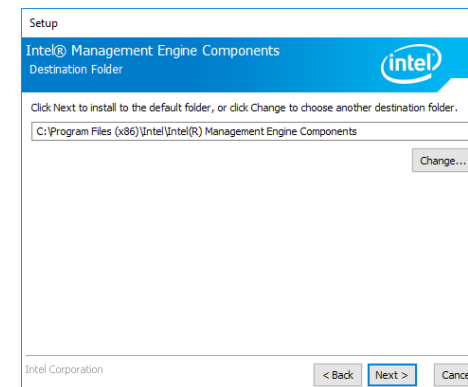 Setup
Intel® Management Engine Components
Destination Folder
intel
Click Next to install to the default folder, or click Change to choose another destination folder.
C:\Program Files (x86)\Intel\Intel(R) Management Engine Components
Change...
Intel Corporation
< Back Next > Cance